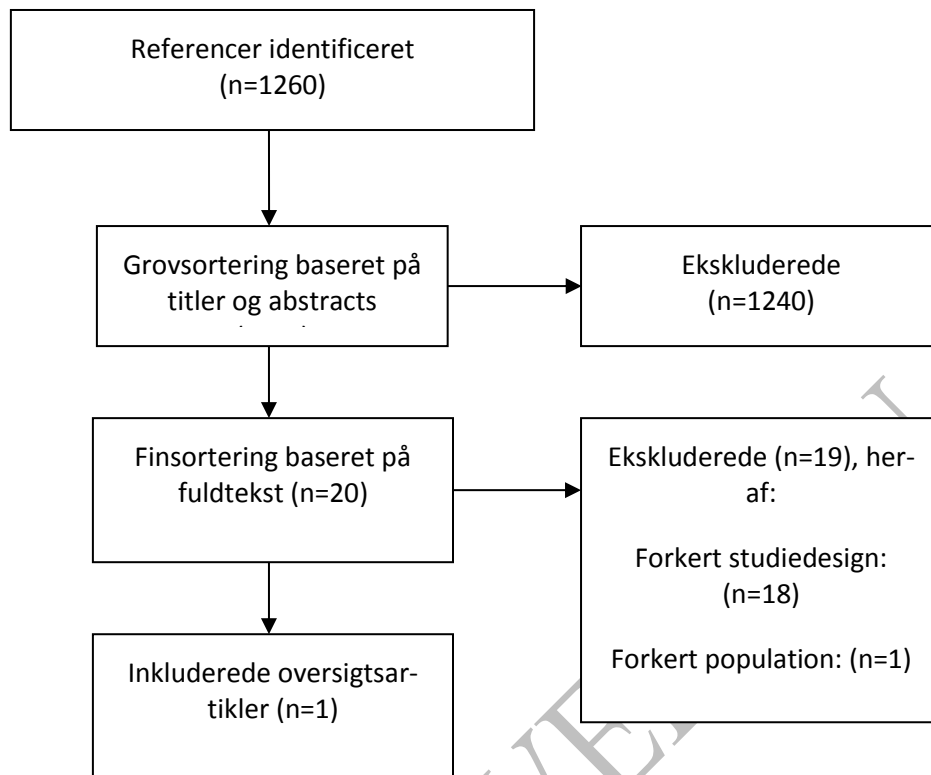 Referencer identificeret
(n=1260)
Grovsortering baseret på
titler og abstracts
Ekskluderede
(n=1240)
Finsortering baseret på
fuldtekst (n=20)
Ekskluderede (n=19), her-
af:
Forkert studiedesign:
(n=18)
Forkert population: (n=1)
Inkluderede oversigtsar-
tikler (n=1)